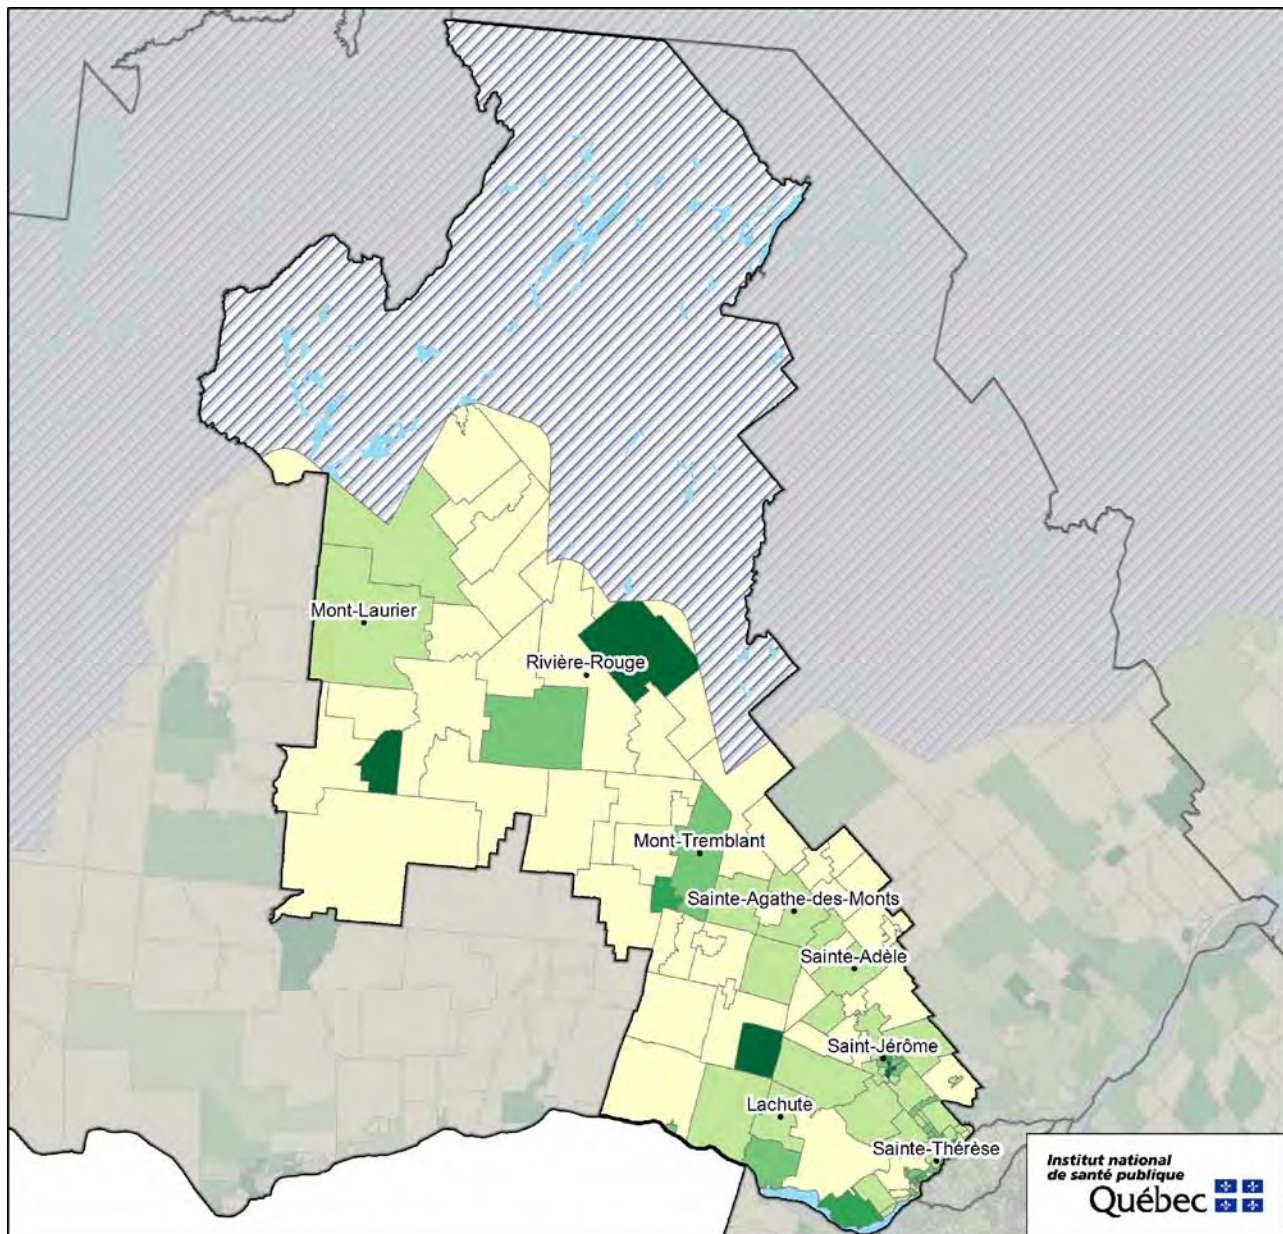 Mont-Laurier
Rivière-Rouge
Mont-Tremblant
Sainte-Agathe-des-Monts
Sainte-Adèle
Saint-Jérôme
Lachute
Sainte-Thérèse
Institut national
de santé publique
Québec